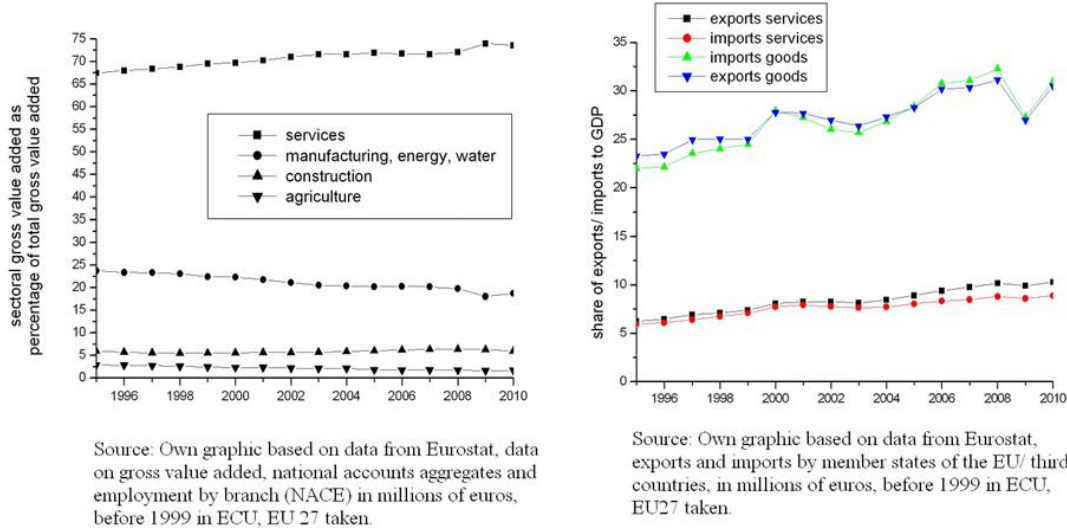 sectoral gross value added as
percentage of total gross value added
80
75
70
65
60
55
50
45
40
35
30
25
20
15
10
5
0
services
manufacturing, energy, water
construction
agriculture
1996 1998 2000 2002 2004 2006 2008 2010
Source: Own graphic based on data from Eurostat, data
on gross value added, national accounts aggregates and
employment by branch (NACE) in millions of euros,
before 1999 in ECU, EU 27 taken.
exports services
imports services
imports goods
exports goods
share of exports/ imports to GDP
35
30
25
20
15
10
5
0
1996 1998 2000 2002 2004 2006 2008 2010
Source: Own graphic based on data from Eurostat,
exports and imports by member states of the EU/ third
countries, in millions of euros, before 1999 in ECU,
EU27 taken.